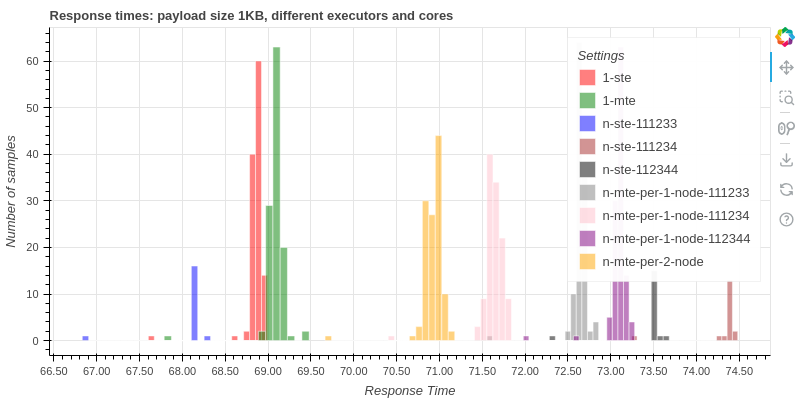 Response times: payload size 1KB, different executors and cores
Number of samples
60
50
40
30
20
10
0
Settings
1-ste
1-mte
n-ste-111233
n-ste-111234
n-ste-112344
n-mte-per-1-node-111233
n-mte-per-1-node-111234
n-mte-per-1-node-112344
n-mte-per-2-node
66.50 67.00 67.50 68.00 68.50 69.00 69.50 70.00 70.50 71.00 71.50 72.00 72.50 73.00 73.50 74.00 74.50
Response Time